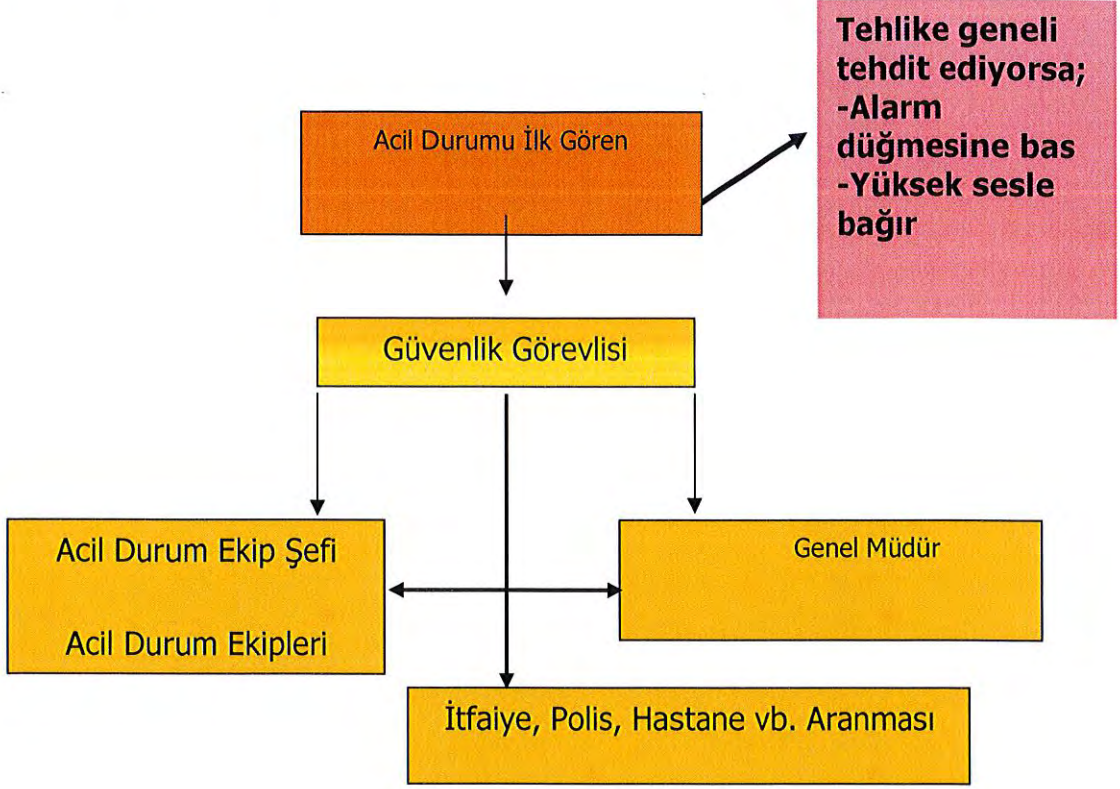 Tehlike geneli
tehdit ediyorsa;
-Alarm
düğmesine bas
-Yüksek sesle
bağır
Acil Durumu İlk Gören
Güvenlik Görevlisi
Acil Durum Ekip Şefi
Acil Durum Ekipleri
Genel Müdür
İtfaiye, Polis, Hastane vb. Aranması